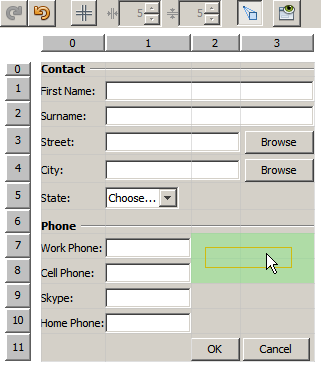 5 5
0 1 2 3
0 Contact
1 First Name:
2 Surname:
3 Street: Browse
4 City: Browse
5 State: Choose...
6 Phone
7 Work Phone:
8 Cell Phone:
9 Skype:
10 Home Phone:
11 OK Cancel